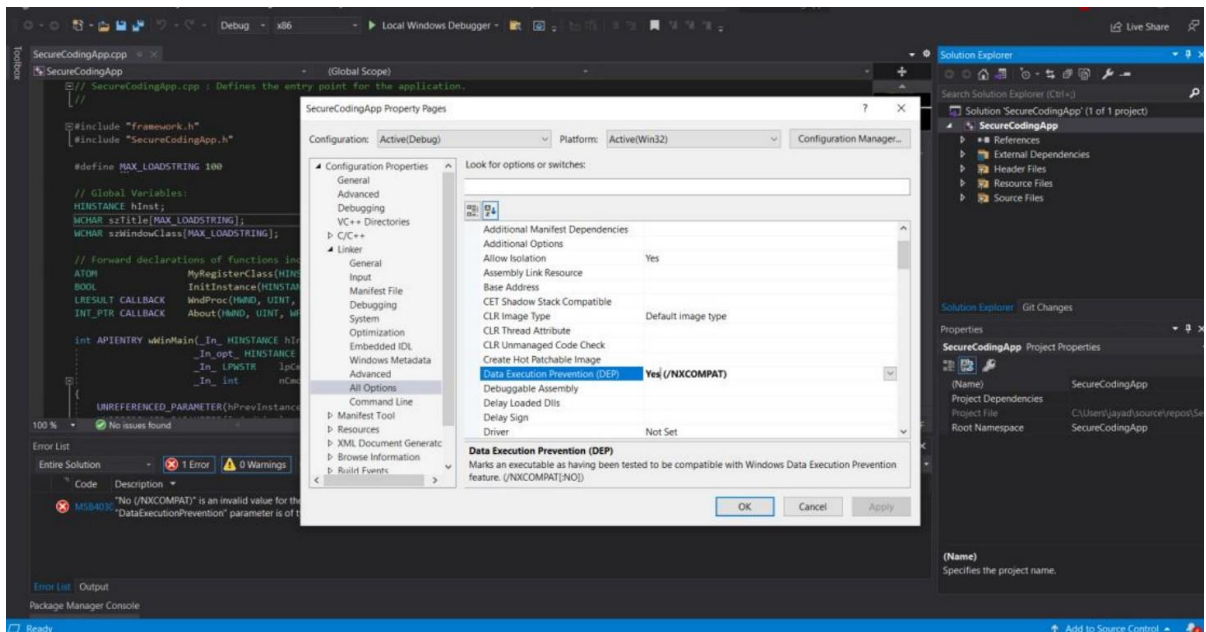 Debug
x86
Local Windows Debugger
Live Share
Toolbox
SecureCodingApp.cpp
SecureCodingApp
(Global Scope)
// SecureCodingApp.cpp : Defines the entry point for the application.
//
#include "framework.h"
#include "SecureCodingApp.h"
#define MAX_LOADSTRING 100
// Global Variables:
HINSTANCE hInst;
WCHAR szTitle[MAX_LOADSTRING];
WCHAR szWindowClass[MAX_LOADSTRING];
// Forward declarations of functions inc
ATOM MyRegisterClass(HINS
BOOL InitInstance(HINSTAN
LRESULT CALLBACK WndProc(HWND, UINT,
INT_PTR CALLBACK About(HWND, UINT, WP
int APIENTRY wWinMain(_In_ HINSTANCE hIn
_In_opt_ HINSTANCE
_In_ LPWSTR lpCm
_In_ int nCmd
{
UNREFERENCED_PARAMETER(hPrevInstance
100 %
No issues found
Error List
Entire Solution
1 Error
0 Warnings
Code Description
"No (/NXCOMPAT)" is an invalid value for the
"DataExecutionPrevention" parameter is of t
Error List Output
Package Manager Console
Ready
Add to Source Control
SecureCodingApp Property Pages
? ×
Configuration: Active(Debug)
Platform: Active(Win32)
Configuration Manager...
Configuration Properties
General
Advanced
Debugging
VC++ Directories
C/C++
Linker
General
Input
Manifest File
Debugging
System
Optimization
Embedded IDL
Windows Metadata
Advanced
All Options
Command Line
Manifest Tool
Resources
XML Document Generatc
Browse Information
Build Events
Look for options or switches:
Additional Manifest Dependencies
Additional Options
Allow Isolation Yes
Assembly Link Resource
Base Address
CET Shadow Stack Compatible
CLR Image Type Default image type
CLR Thread Attribute
CLR Unmanaged Code Check
Create Hot Patchable Image
Data Execution Prevention (DEP) Yes (/NXCOMPAT)
Debuggable Assembly
Delay Loaded Dlls
Delay Sign
Driver Not Set
Data Execution Prevention (DEP)
Marks an executable as having been tested to be compatible with Windows Data Execution Prevention
feature. (/NXCOMPAT[:NO])
OK
Cancel
Apply
Solution Explorer
Search Solution Explorer (Ctrl+;)
Solution 'SecureCodingApp' (1 of 1 project)
SecureCodingApp
References
External Dependencies
Header Files
Resource Files
Source Files
Solution Explorer Git Changes
Properties
SecureCodingApp Project Properties
(Name) SecureCodingApp
Project Dependencies
Project File C:\Users\jayad\source\repos\Se
Root Namespace SecureCodingApp
(Name)
Specifies the project name.